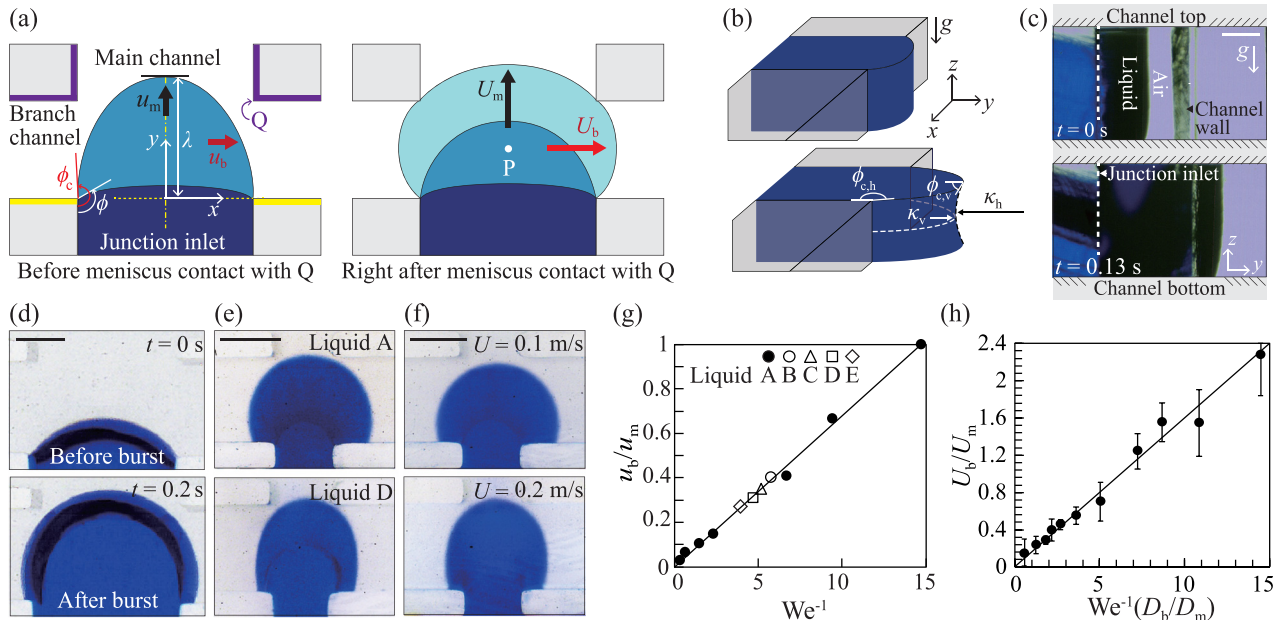 (a)
Main channel
u_m
Branch channel
Q
y
λ
u_b
ϕ_c
ϕ
x
Junction inlet
Before meniscus contact with Q
U_m
U_b
P
Right after meniscus contact with Q
(b)
g
z
y
x
ϕ_c,h
ϕ_c,v
κ_v
κ_h
(c)
Channel top
g
Liquid
Air
Channel wall
t = 0 s
Junction inlet
z
y
t = 0.13 s
Channel bottom
(d)
t = 0 s
Before burst
t = 0.2 s
After burst
(e)
Liquid A
Liquid D
(f)
U = 0.1 m/s
U = 0.2 m/s
(g)
1
0.8
0.6
0.4
0.2
0
0 5 10 15
Liquid A B C D E
u_b/u_m
We⁻¹
(h)
2.4
1.6
0.8
0.4
0
0 5 10 15
U_b/U_m
We⁻¹(D_b/D_m)